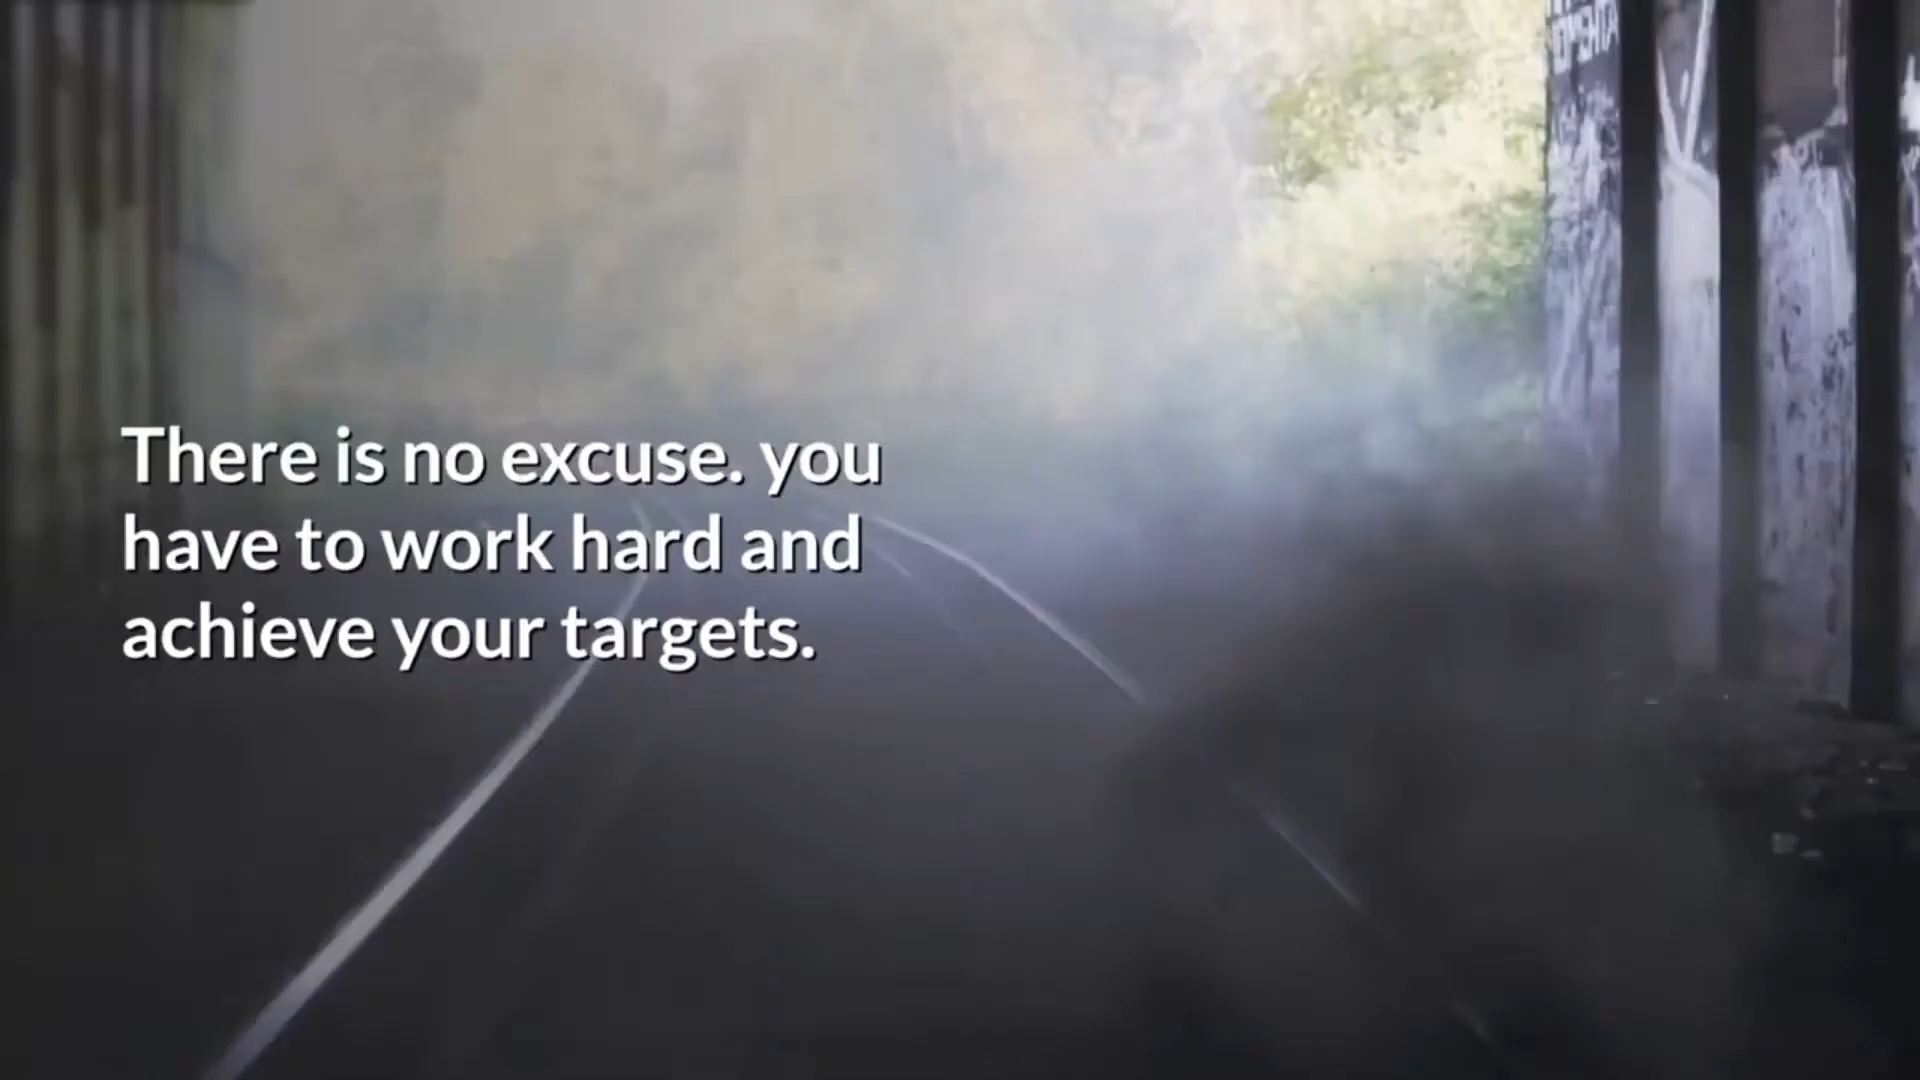 There is no excuse. you
have to work hard and
achieve your targets.